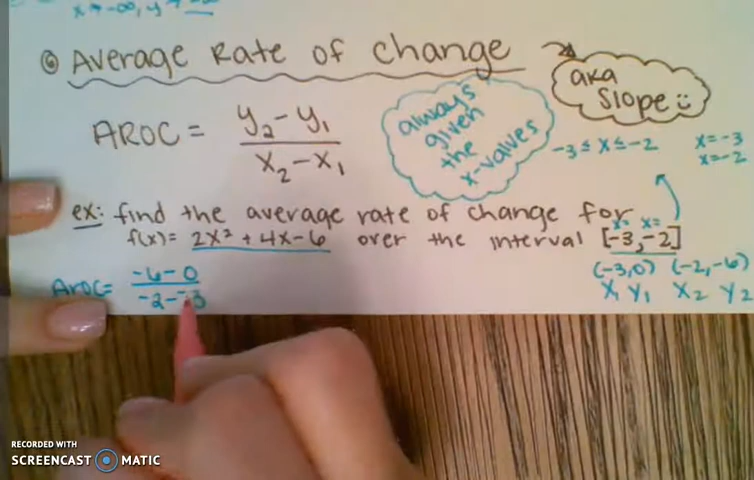 x→-∞, y→
⑥ Average Rate of change
aka
Slope
AROC = y₂-y₁ / x₂-x₁
always
given
the
x-values
-3 ≤ x ≤ -2
x=-3
x=-2
ex: find the average rate of change for
x= x=
f(x)= 2x² + 4x-6 over the interval [-3,-2]
(-3,0) (-2,-6)
X₁ Y₁ X₂ Y₂
Aroc= -6-0 / -2--3
RECORDED WITH
SCREENCAST MATIC